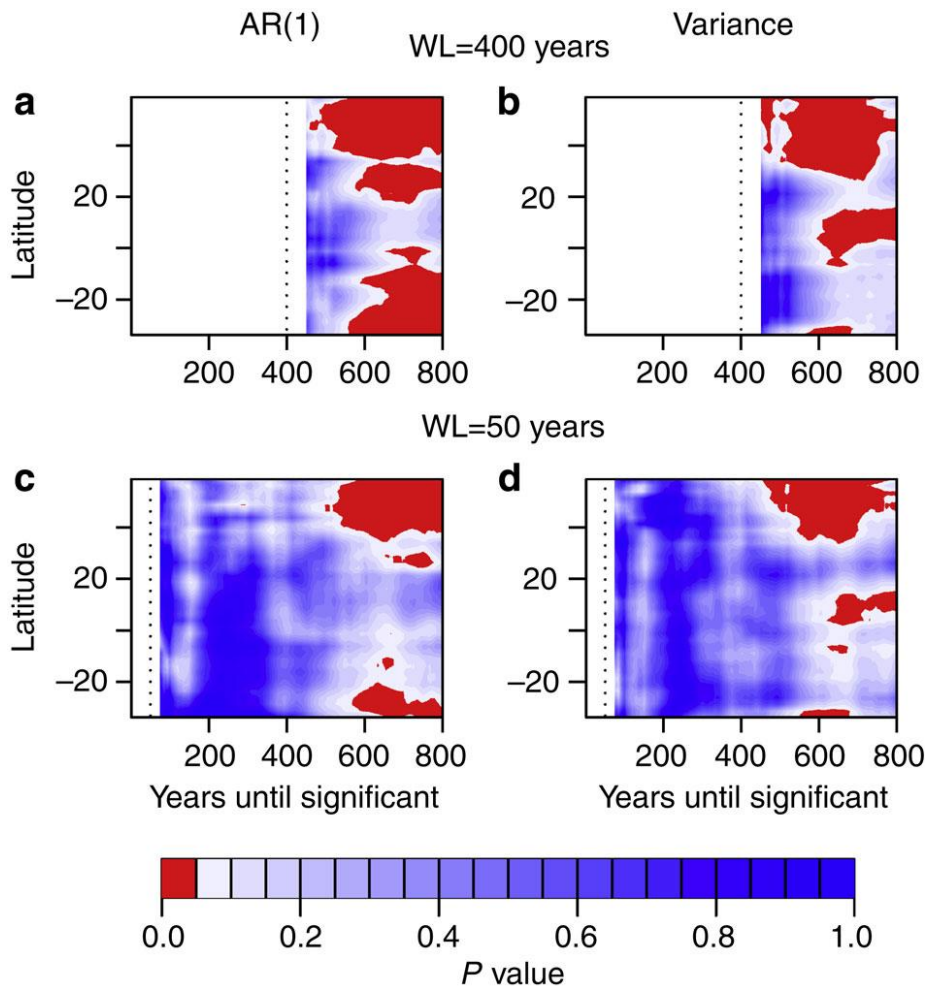 AR(1) Variance
WL=400 years
a b
Latitude
20
–20
200 400 600 800 200 400 600 800
WL=50 years
c d
Latitude
20 20
–20 –20
200 400 600 800 200 400 600 800
Years until significant Years until significant
0.0 0.2 0.4 0.6 0.8 1.0
P value